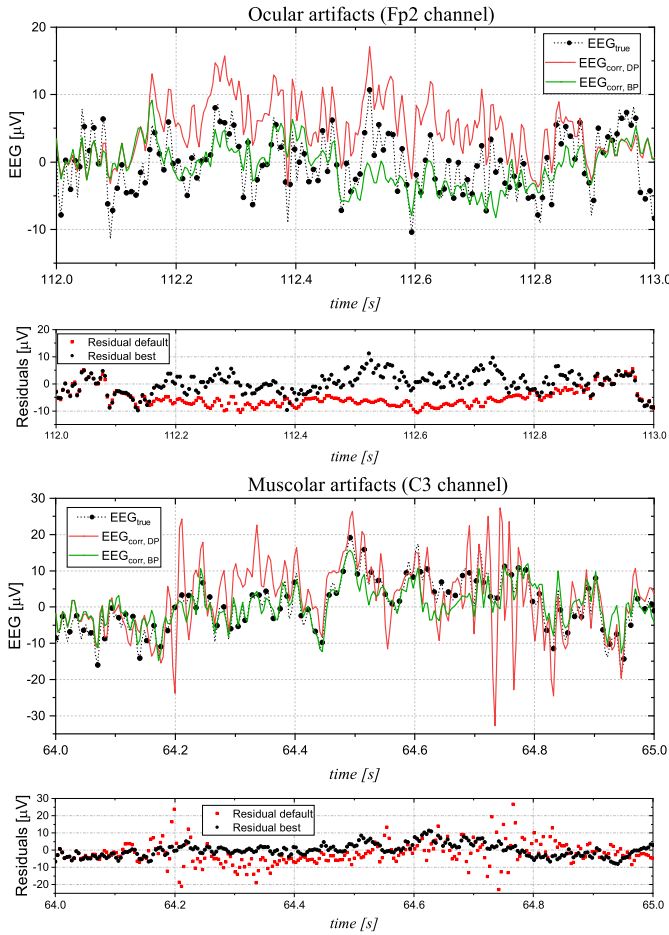 Ocular artifacts (Fp2 channel)
20
10
0
-10
EEG [µV]
EEGtrue
EEGcorr, DP
EEGcorr, BP
112.0 112.2 112.4 112.6 112.8 113.0
time [s]
20
10
0
-10
Residuals [µV]
Residual default
Residual best
112.0 112.2 112.4 112.6 112.8 113.0
time [s]
Muscolar artifacts (C3 channel)
30
20
10
0
-10
-20
-30
EEG [µV]
EEGtrue
EEGcorr, DP
EEGcorr, BP
64.0 64.2 64.4 64.6 64.8 65.0
time [s]
30
20
10
0
-10
-20
Residuals [µV]
Residual default
Residual best
64.0 64.2 64.4 64.6 64.8 65.0
time [s]